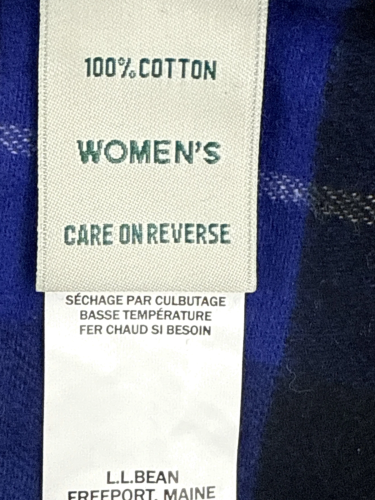 100% COTTON
WOMEN'S
CARE ON REVERSE
SÉCHAGE PAR CULBUTAGE
BASSE TEMPÉRATURE
FER CHAUD SI BESOIN
L.L.BEAN
FREEPORT, MAINE